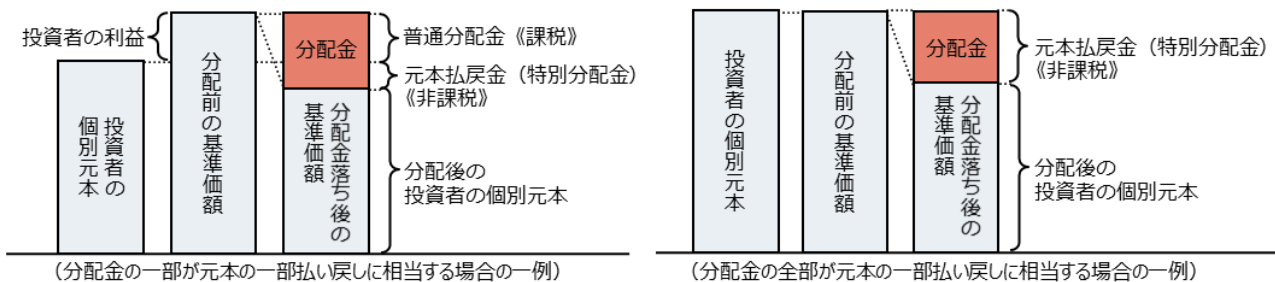 投資者の利益
投資者の
個別元本
分配前の基準価額
分配金
分配金落ち後の
基準価額
普通分配金《課税》
元本払戻金（特別分配金）
《非課税》
分配後の
投資者の個別元本
（分配金の一部が元本の一部払い戻しに相当する場合の一例）
投資者の個別元本
分配前の基準価額
分配金
分配金落ち後の
基準価額
元本払戻金（特別分配金）
《非課税》
分配後の
投資者の個別元本
（分配金の全部が元本の一部払い戻しに相当する場合の一例）